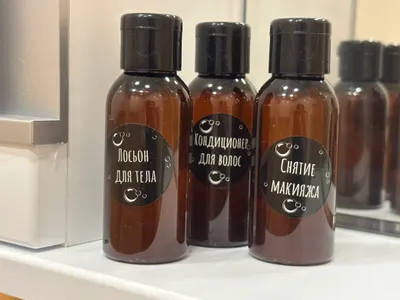 Лосьон
для тела
Кондиционер
для волос
Снятие
макияжа